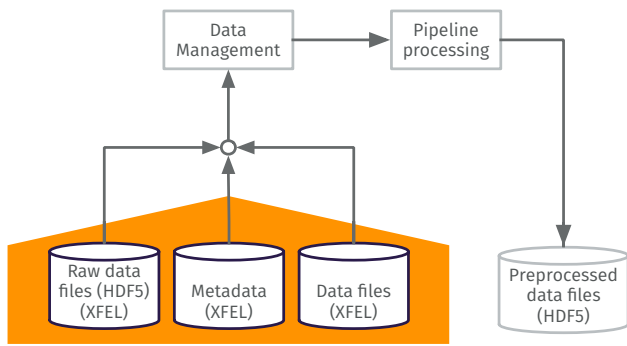 Data
Management
Pipeline
processing
Raw data
files (HDF5)
(XFEL)
Metadata
(XFEL)
Data files
(XFEL)
Preprocessed
data files
(HDF5)